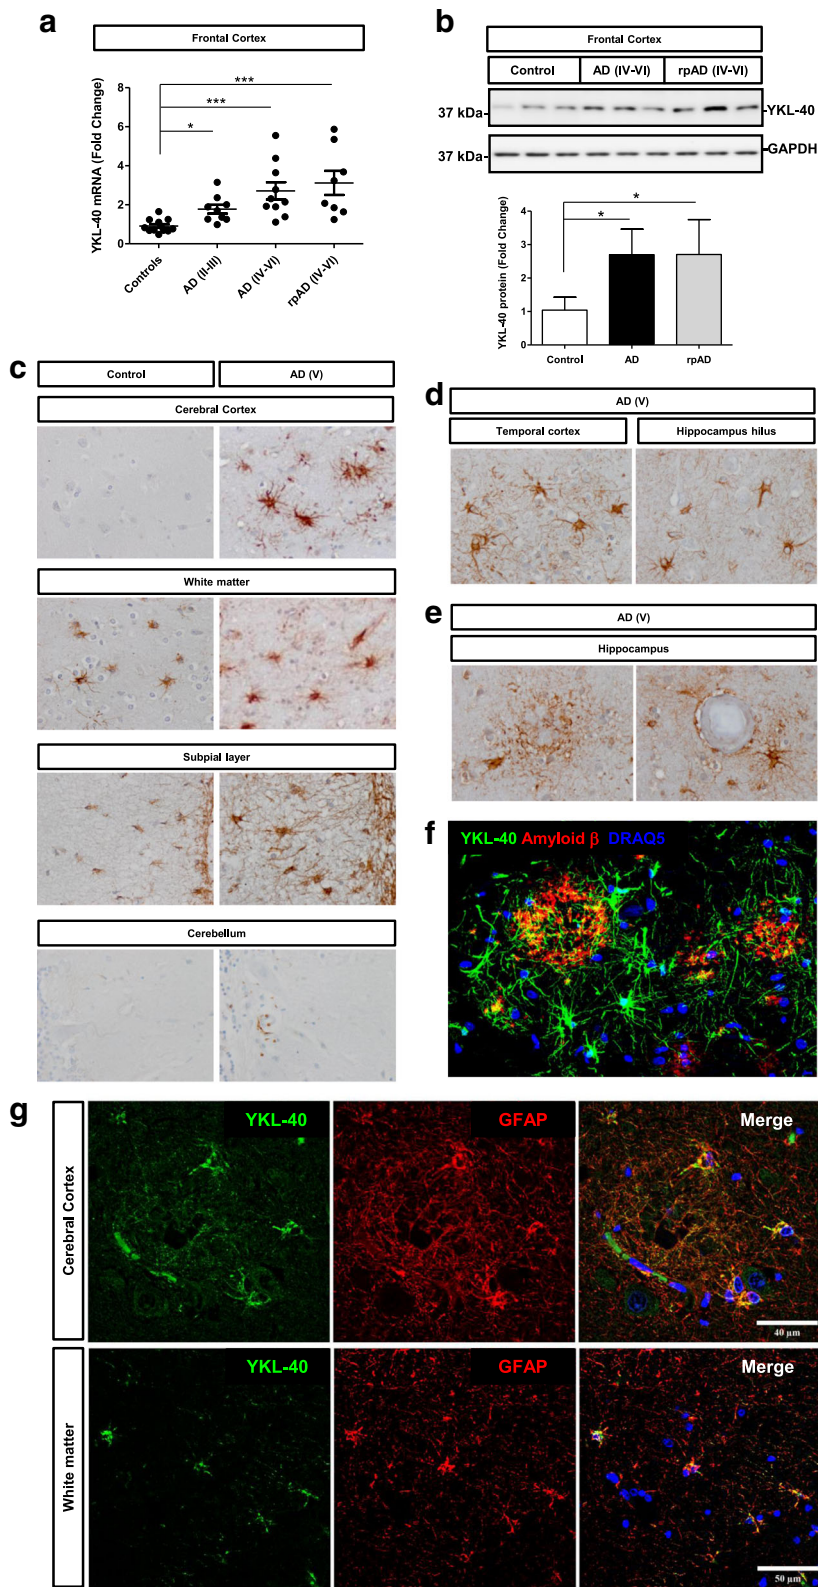 a
Frontal Cortex
YKL-40 mRNA (Fold Change)
8
6
4
2
0
***
***
*
Controls
AD (II-III)
AD (IV-VI)
rpAD (IV-VI)
b
Frontal Cortex
Control AD (IV-VI) rpAD (IV-VI)
37 kDa YKL-40
37 kDa GAPDH
YKL-40 protein (Fold Change)
4
3
2
1
0
*
*
Control AD rpAD
c
Control AD (V)
Cerebral Cortex
White matter
Subpial layer
Cerebellum
d
AD (V)
Temporal cortex Hippocampus hilus
e
AD (V)
Hippocampus
f
YKL-40 Amyloid β DRAQ5
g
Cerebral Cortex
YKL-40 GFAP Merge
40 µm
White matter
YKL-40 GFAP Merge
50 µm